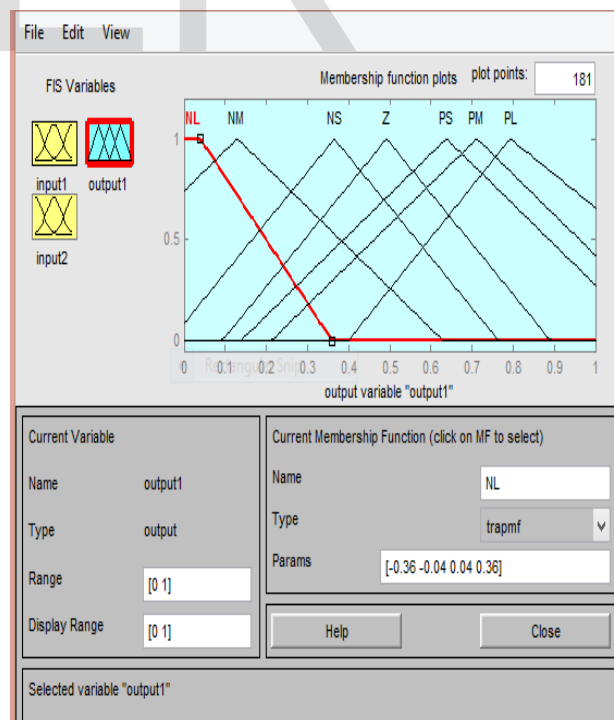 File Edit View
FIS Variables
Membership function plots plot points: 181
NL NM NS Z PS PM PL
input1 output1
input2
1
0.5
0
0 0.1 0.2 0.3 0.4 0.5 0.6 0.7 0.8 0.9 1
Rectangular Snip
output variable "output1"
Current Variable
Name output1
Type output
Range [0 1]
Display Range [0 1]
Current Membership Function (click on MF to select)
Name NL
Type trapmf
Params [-0.36 -0.04 0.04 0.36]
Help Close
Selected variable "output1"